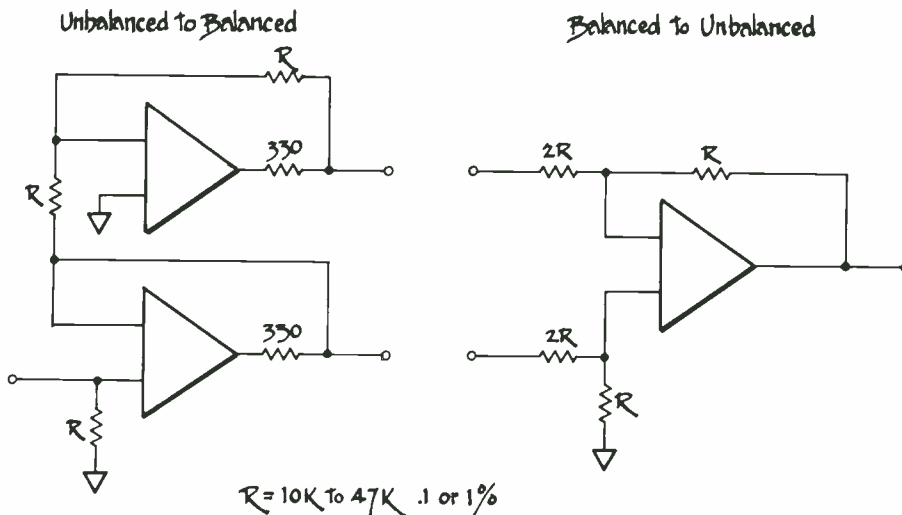 Unbalanced to Balanced
R
330
R
330
R
Balanced to Unbalanced
2R
R
2R
R
R = 10K to 47K .1 or 1%